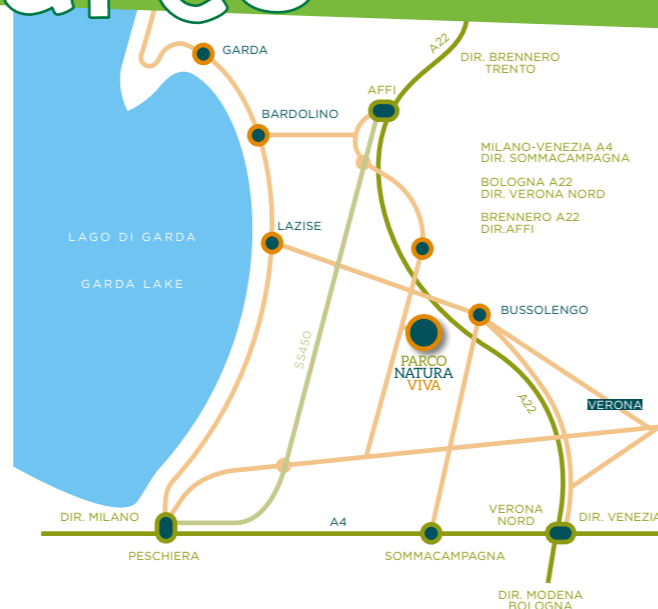 GARDA
A22
DIR. BRENNERO
TRENTO
AFFI
BARDOLINO
MILANO-VENEZIA A4
DIR. SOMMACAMPAGNA
BOLOGNA A22
DIR. VERONA NORD
BRENNERO A22
DIR.AFFI
LAZISE
LAGO DI GARDA
GARDA LAKE
BUSSOLENGO
SS450
PARCO
NATURA
VIVA
A22
VERONA
DIR. MILANO
A4
VERONA
NORD
DIR. VENEZIA
PESCHIERA
SOMMACAMPAGNA
DIR. MODENA
BOLOGNA